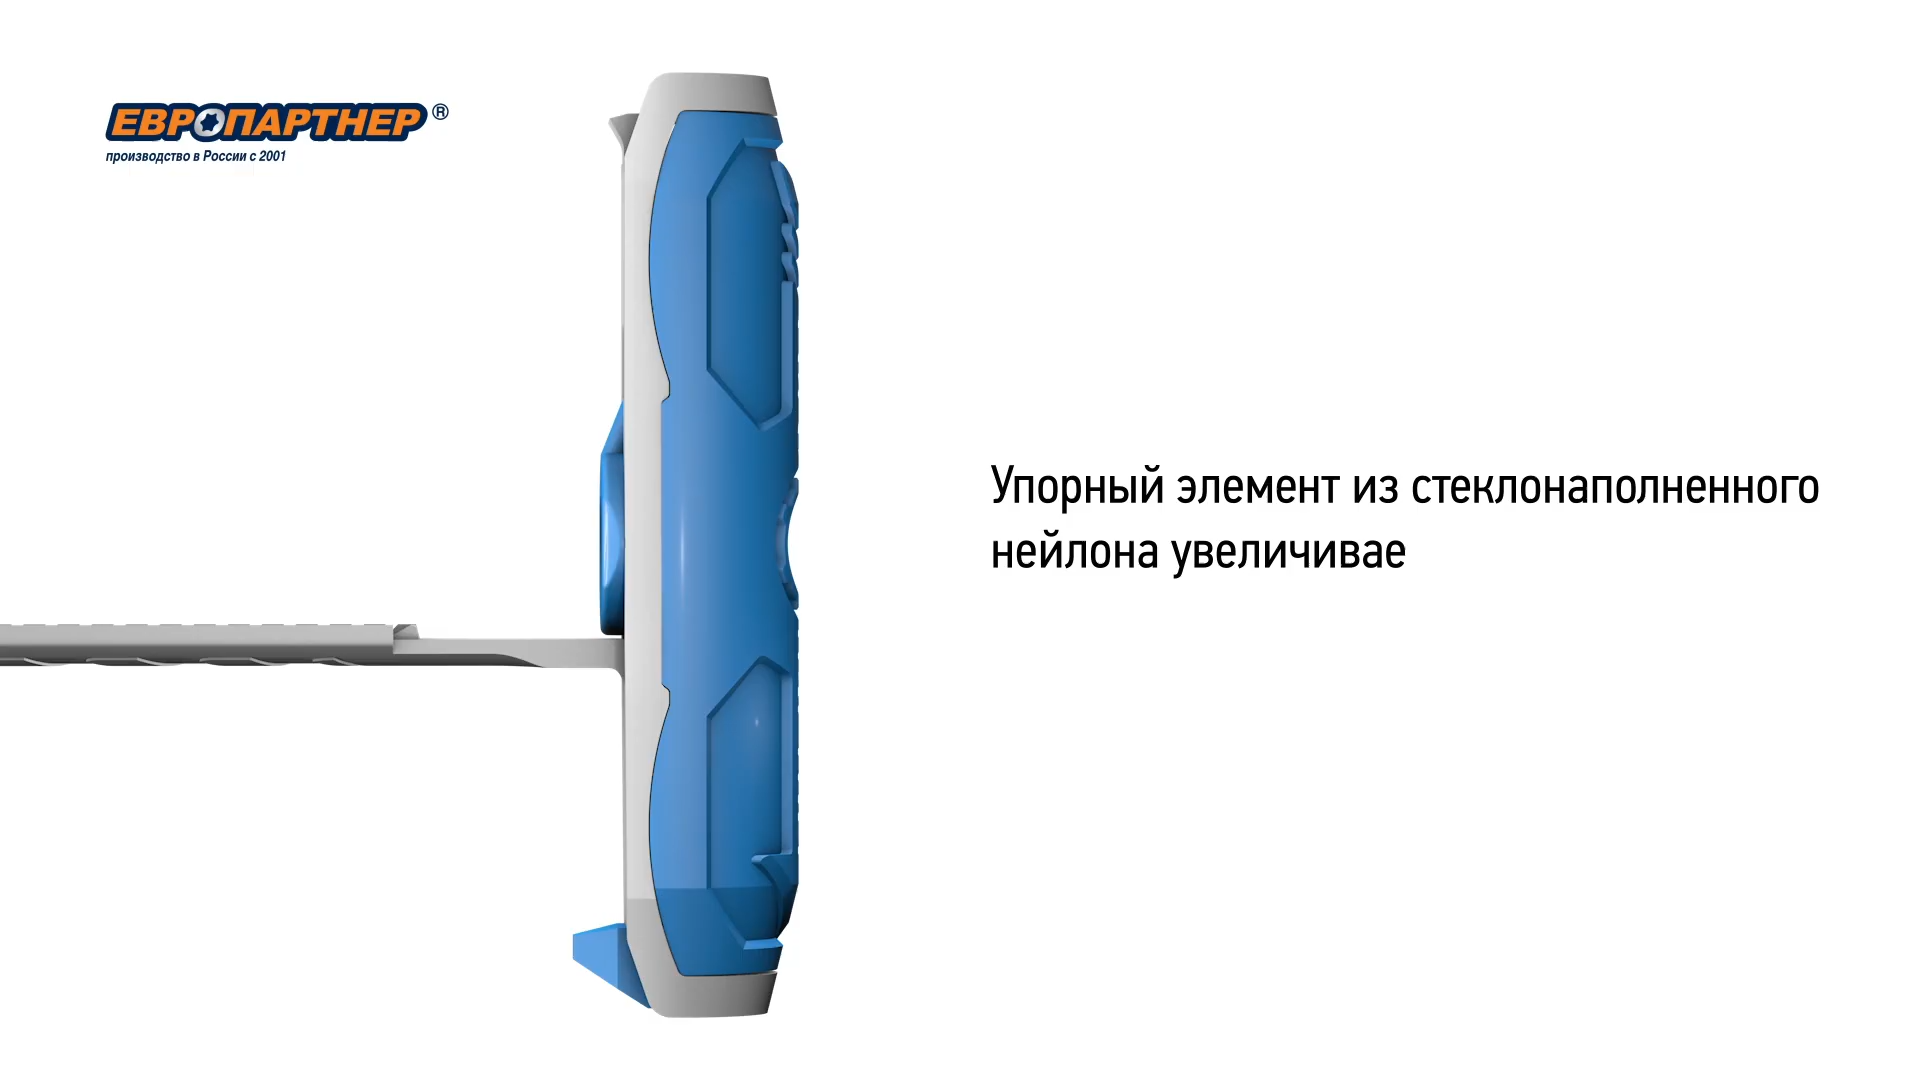 ЕВРОПАРТНЕР®
производство в России с 2001
Упорный элемент из стеклонаполненного
нейлона увеличивае